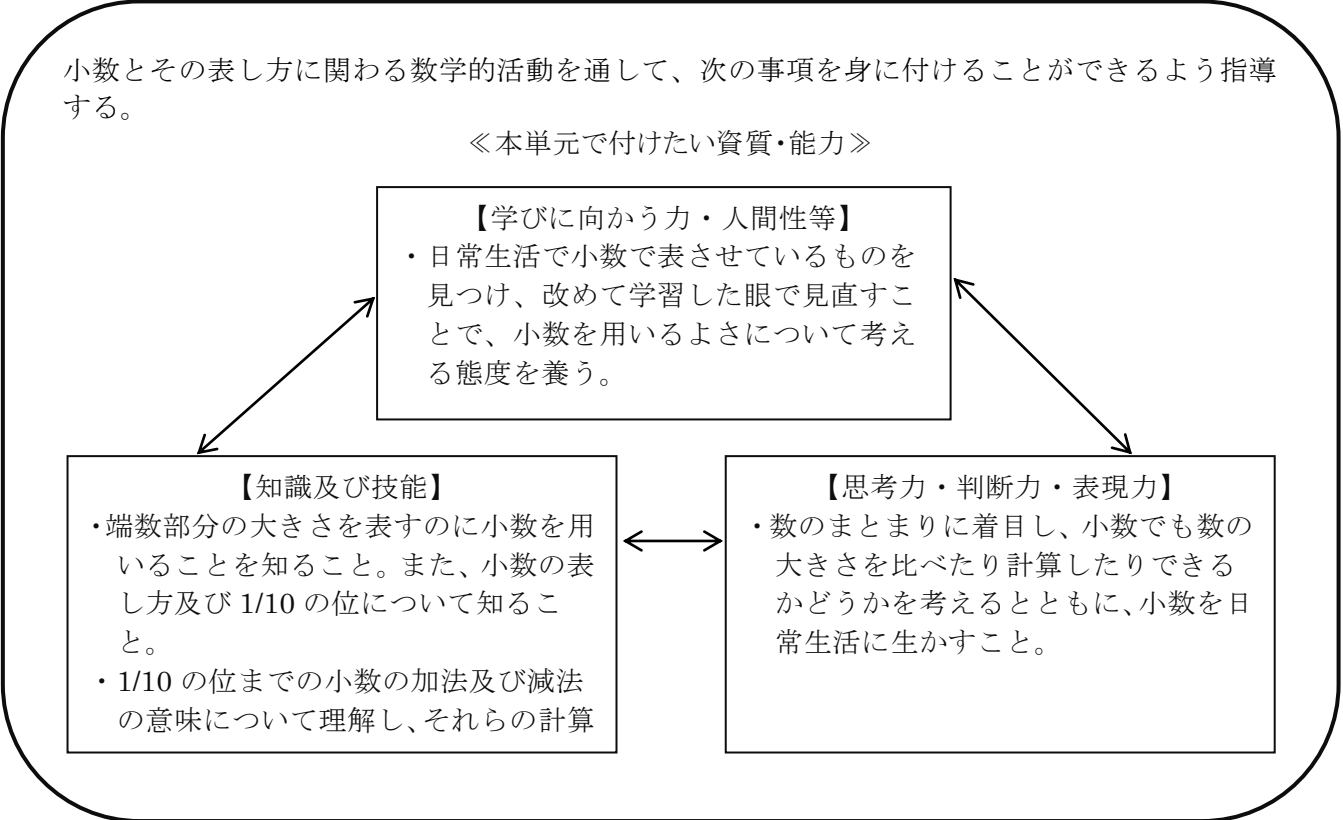 小数とその表し方に関わる数学的活動を通して、次の事項を身に付けることができるよう指導
する。
≪本単元で付けたい資質・能力≫
【学びに向かう力・人間性等】
・日常生活で小数で表させているものを
見つけ、改めて学習した眼で見直すこ
とで、小数を用いるよさについて考え
る態度を養う。
【知識及び技能】
・端数部分の大きさを表すのに小数を用
いることを知ること。また、小数の表
し方及び 1/10 の位について知るこ
と。
・1/10 の位までの小数の加法及び減法
の意味について理解し、それらの計算
【思考力・判断力・表現力】
・数のまとまりに着目し、小数でも数の
大きさを比べたり計算したりできる
かどうかを考えるとともに、小数を日
常生活に生かすこと。